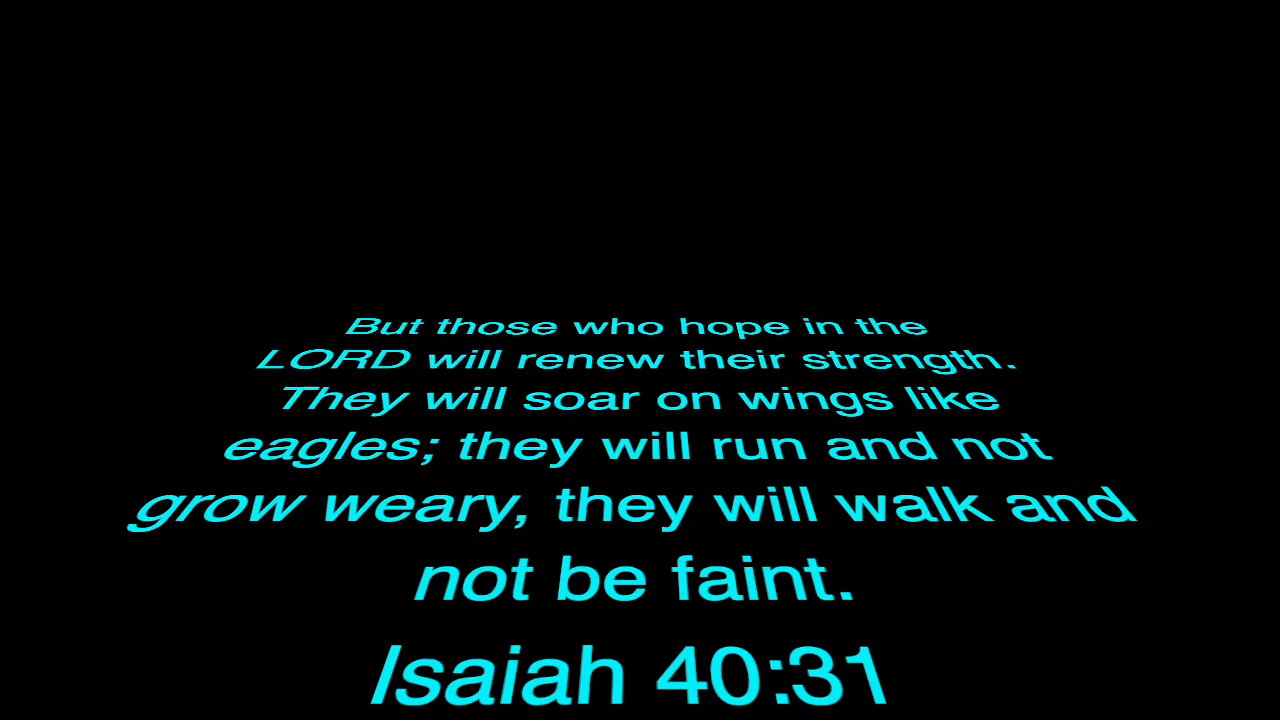 But those who hope in the
LORD will renew their strength.
They will soar on wings like
eagles; they will run and not
grow weary, they will walk and
not be faint.
Isaiah 40:31